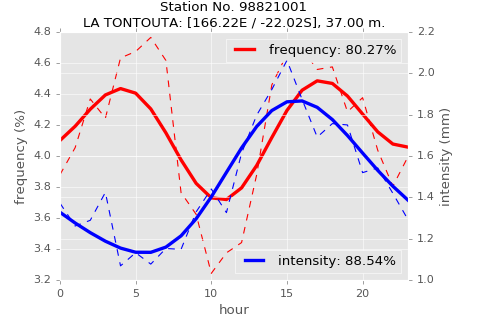 Station No. 98821001
LA TONTOUTA: [166.22E / -22.02S], 37.00 m.
4.8
4.6
4.4
4.2
4.0
3.8
3.6
3.4
3.2
frequency (%)
2.2
2.0
1.8
1.6
1.4
1.2
1.0
intensity (mm)
frequency: 80.27%
intensity: 88.54%
0 5 10 15 20
hour